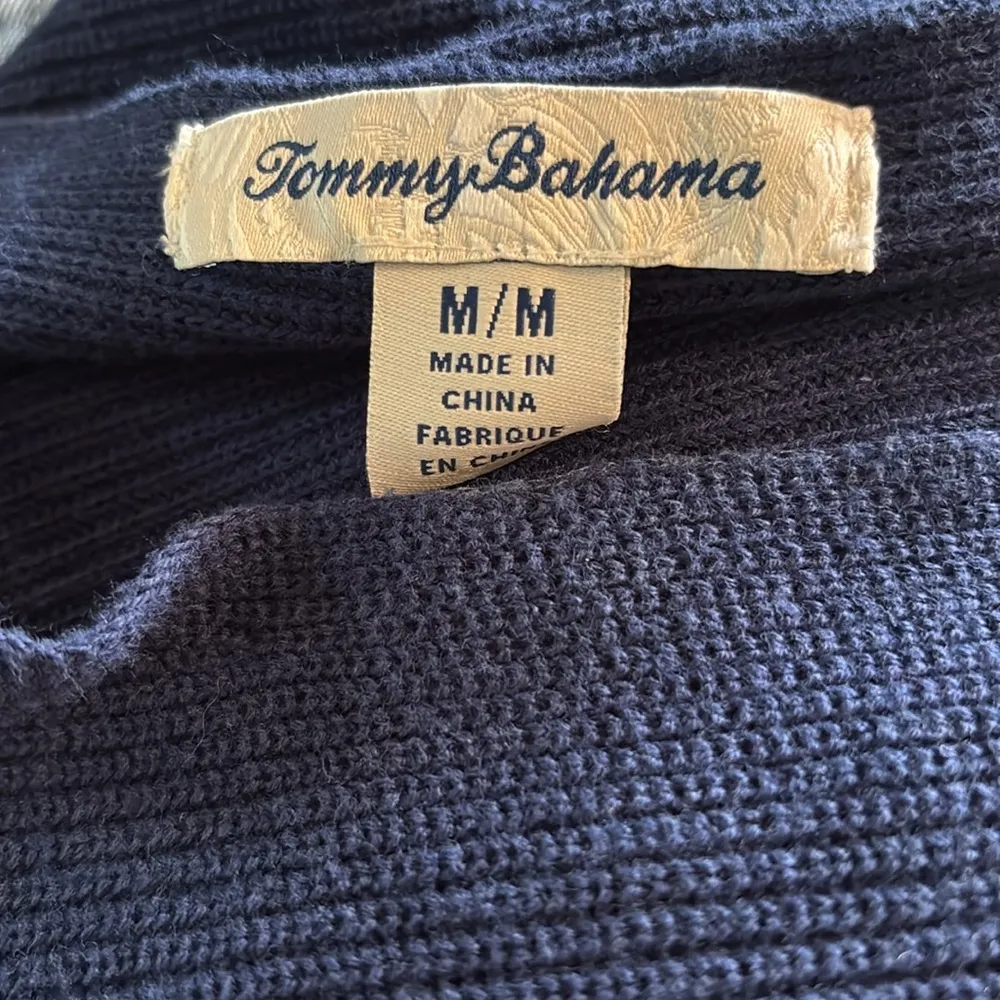 Tommy Bahama
M/M
MADE IN
CHINA
FABRIQUE
EN